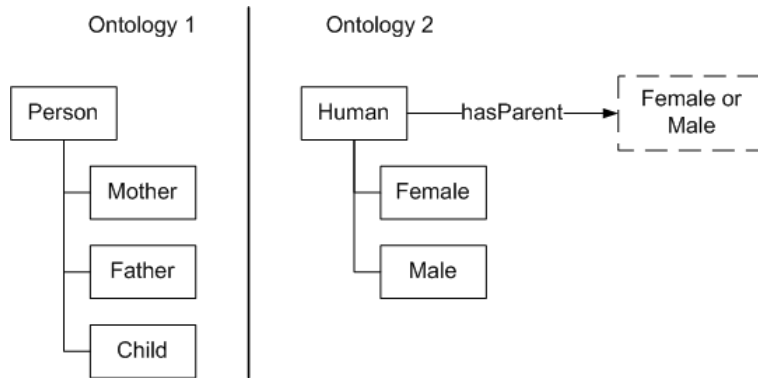 Ontology 1
Person
Mother
Father
Child
Ontology 2
Human
hasParent
Female or
Male
Female
Male